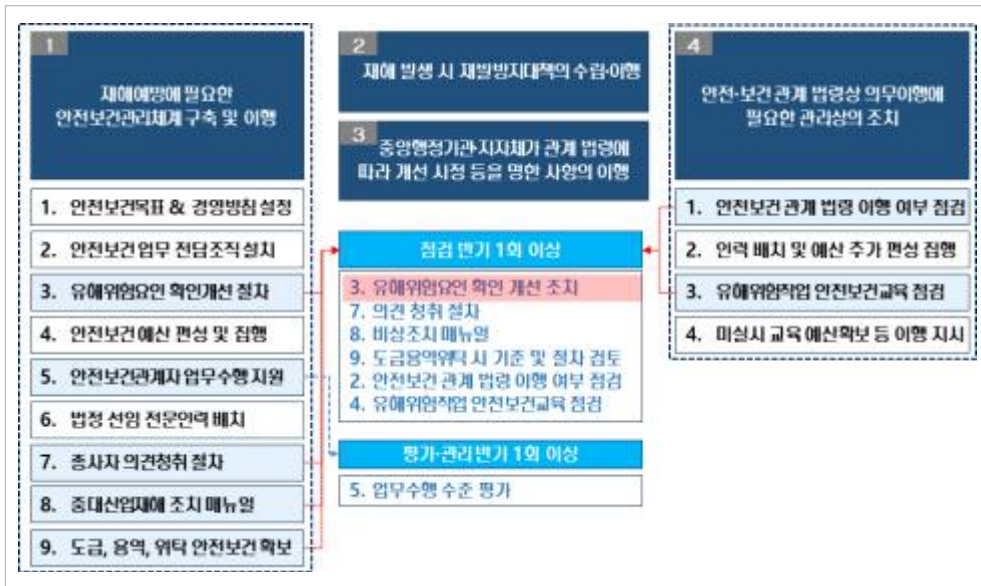 1
재해예방에 필요한
안전보건관리체계 구축 및 이행
1. 안전보건목표 & 경영방침 설정
2. 안전보건 업무 전담조직 설치
3. 유해위험요인 확인개선 절차
4. 안전보건 예산 편성 및 집행
5. 안전보건관계자 업무수행 지원
6. 법정 선임 전문인력 배치
7. 종사자 의견청취 절차
8. 중대산업재해 조치 매뉴얼
9. 도급, 용역, 위탁 안전보건 확보
2
재해 발생 시 재발방지대책의 수립·이행
3
중앙행정기관·지자체가 관계 법령에
따라 개선 시정 등을 명한 사항의 이행
점검 반기 1회 이상
3. 유해위험요인 확인 개선 조치
7. 의견 청취 절차
8. 비상조치 매뉴얼
9. 도급용역위탁 시 기준 및 절차 검토
2. 안전보건 관계 법령 이행 여부 점검
4. 유해위험작업 안전보건교육 점검
평가·관리 반기 1회 이상
5. 업무수행 수준 평가
4
안전·보건 관계 법령상 의무이행에
필요한 관리상의 조치
1. 안전보건 관계 법령 이행 여부 점검
2. 인력 배치 및 예산 추가 편성 집행
3. 유해위험작업 안전보건교육 점검
4. 미실시 교육 예산확보 등 이행 지시